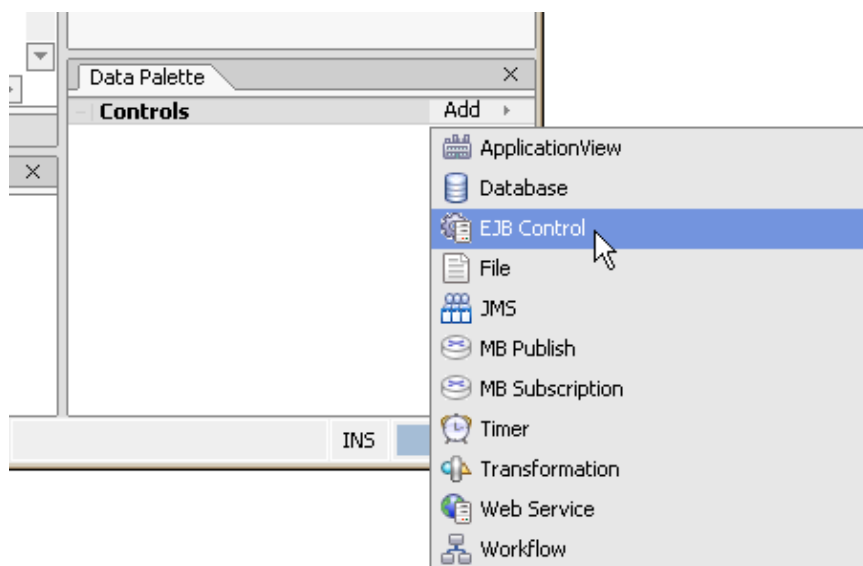 Data Palette
Controls Add
ApplicationView
Database
EJB Control
File
JMS
MB Publish
MB Subscription
INS
Timer
Transformation
Web Service
Workflow